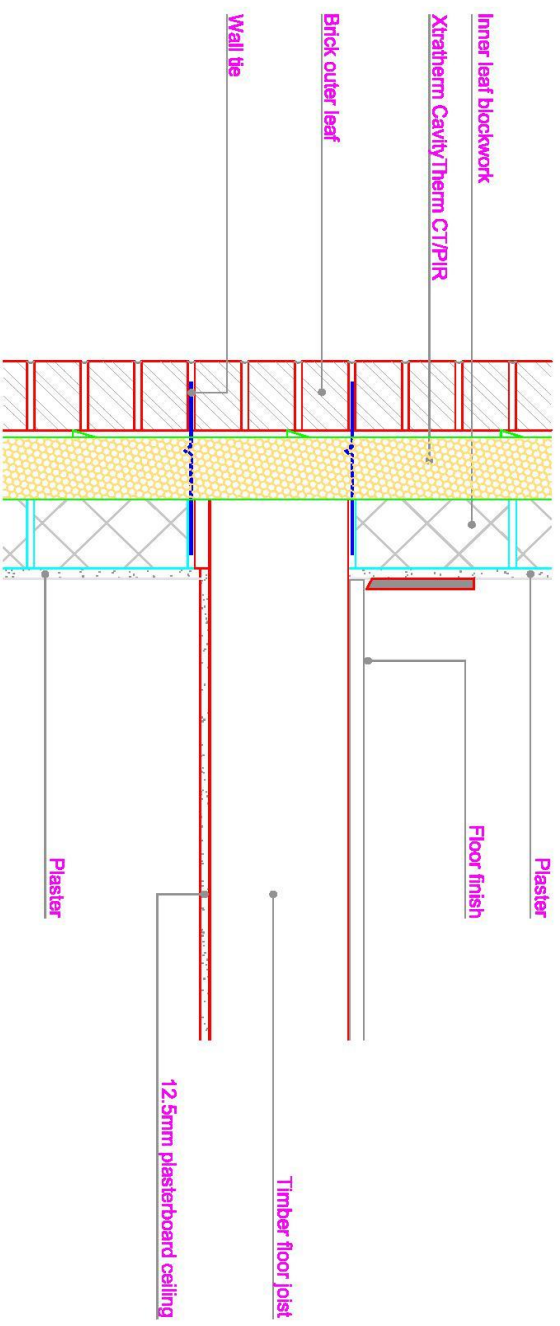 Inner leaf blockwork
Xtratherm CavityTherm CT/PIR
Brick outer leaf
Wall tie
Plaster
Floor finish
Timber floor joist
12.5mm plasterboard ceiling
Plaster